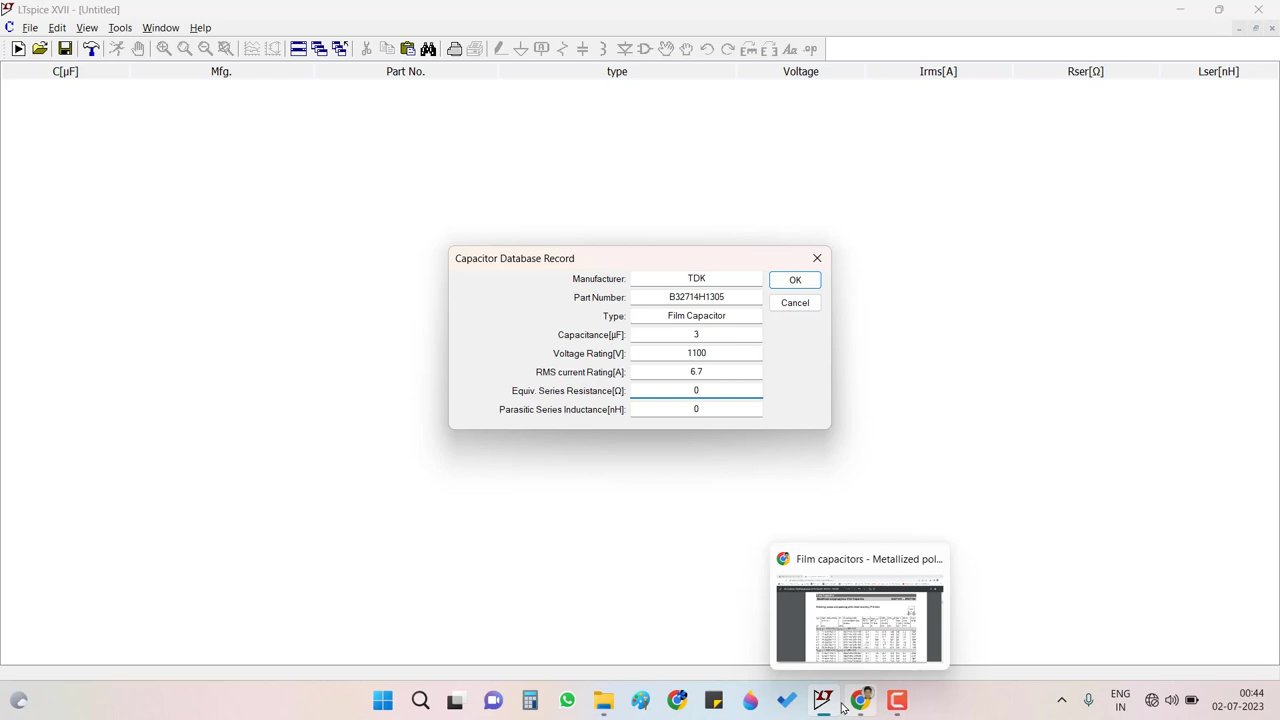 LTspice XVII - [Untitled]
File Edit View Tools Window Help
C[µF] Mfg. Part No. type Voltage Irms[A] Rser[Ω] Lser[nH]
Capacitor Database Record
Manufacturer: TDK OK
Part Number: B32714H1305
Cancel
Type: Film Capacitor
Capacitance[µF]: 3
Voltage Rating[V]: 1100
RMS current Rating[A]: 6.7
Equiv. Series Resistance[Ω]: 0
Parasitic Series Inductance[nH]: 0
Film capacitors - Metallized pol...
ENG
IN
00:44
02-07-2023